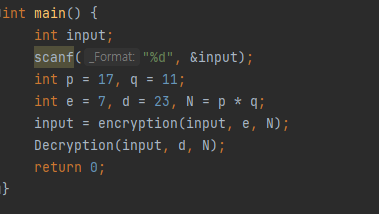 int main() {
int input;
scanf( _Format: "%d", &input);
int p = 17, q = 11;
int e = 7, d = 23, N = p * q;
input = encryption(input, e, N);
Decryption(input, d, N);
return 0;
}